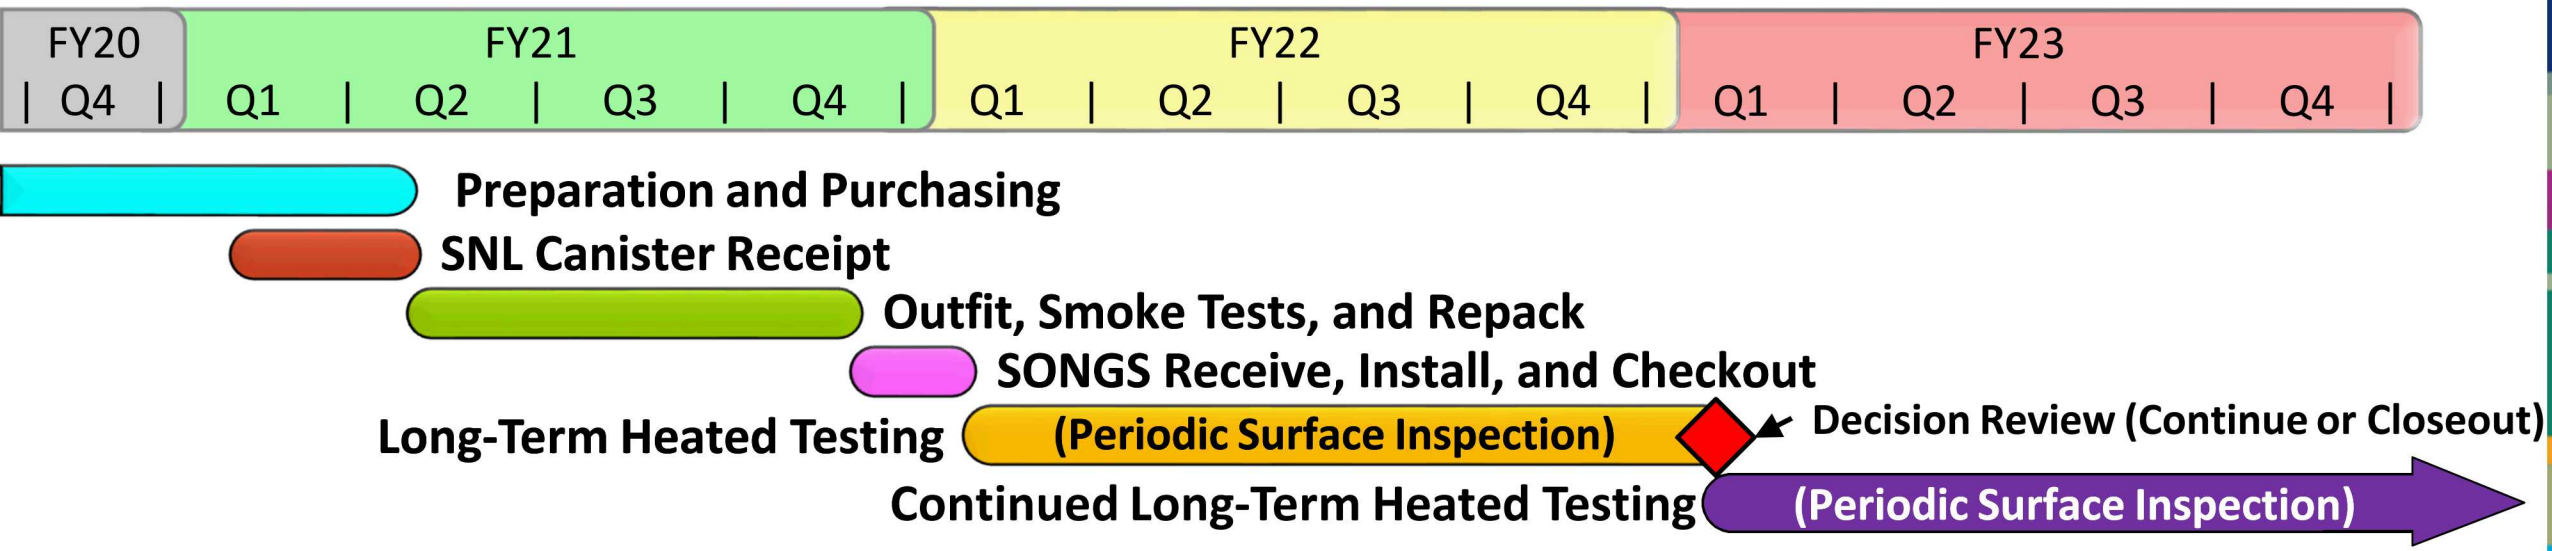 FY20 FY21 FY22 FY23
| Q4 | Q1 | Q2 | Q3 | Q4 | Q1 | Q2 | Q3 | Q4 | Q1 | Q2 | Q3 | Q4 |
Preparation and Purchasing
SNL Canister Receipt
Outfit, Smoke Tests, and Repack
SONGS Receive, Install, and Checkout
Long-Term Heated Testing (Periodic Surface Inspection) Decision Review (Continue or Closeout)
Continued Long-Term Heated Testing (Periodic Surface Inspection)